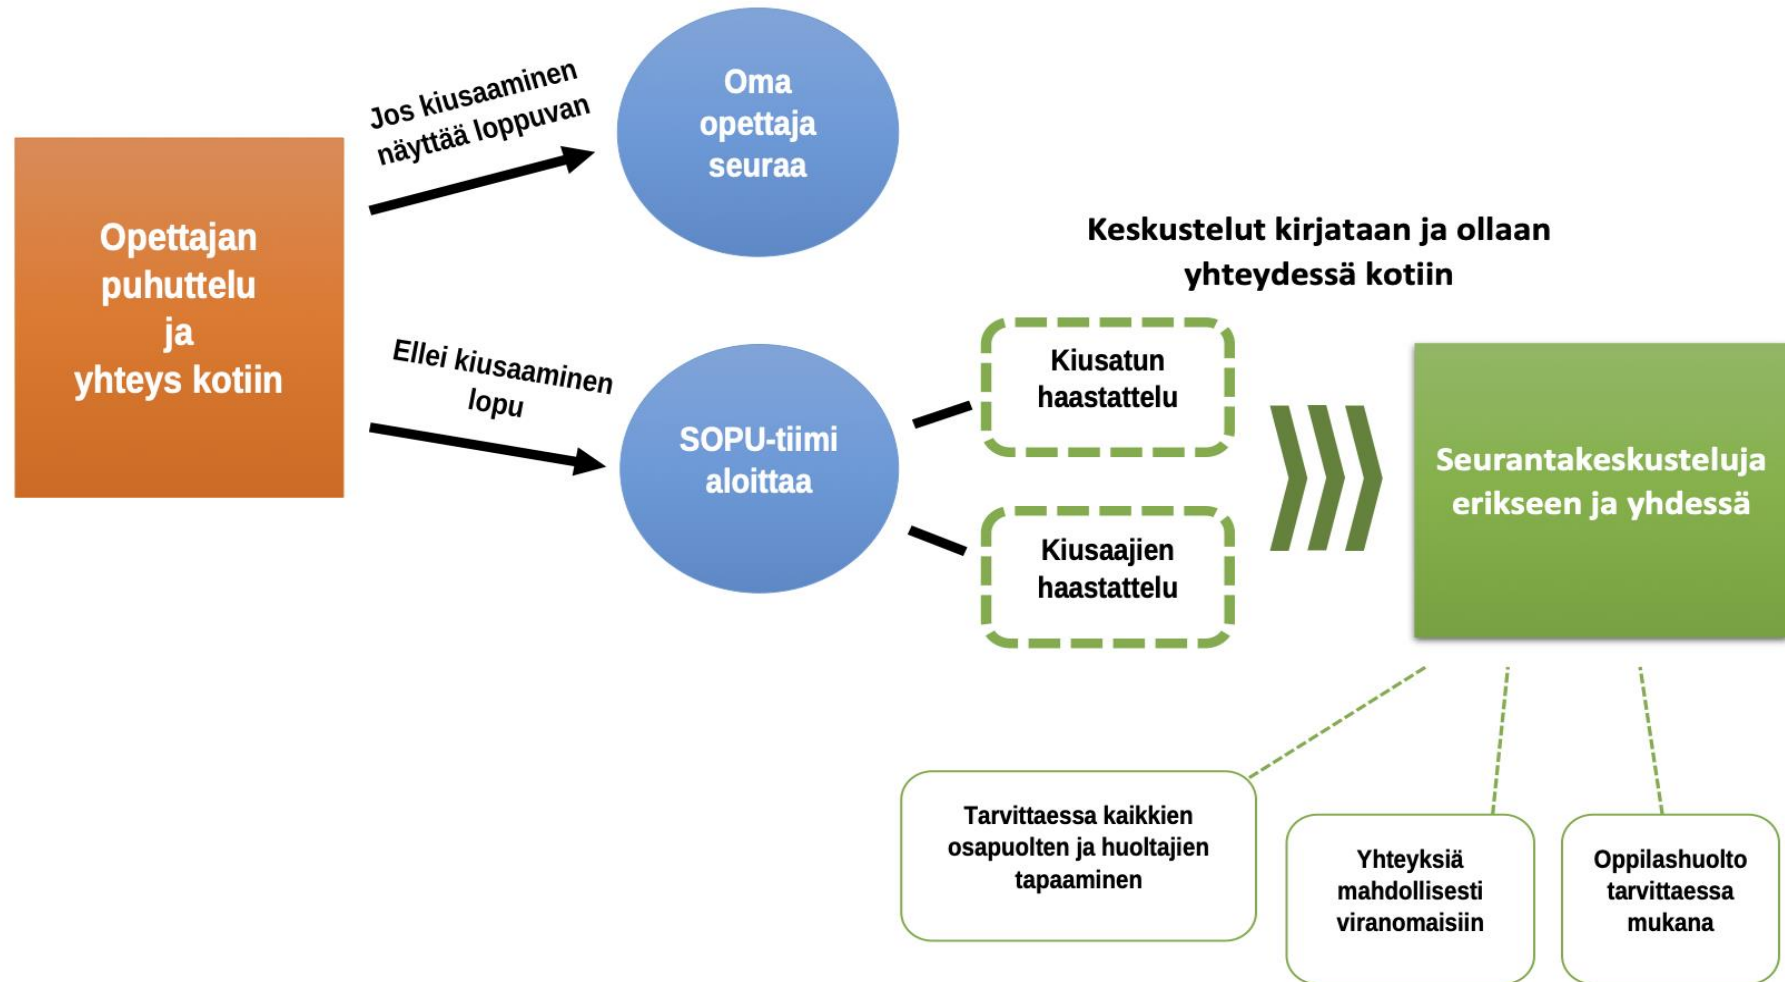 Opettajan
puhuttelu
ja
yhteys kotiin
Jos kiusaaminen
näyttää loppuvan
Oma
opettaja
seuraa
Ellei kiusaaminen
lopu
SOPU-tiimi
aloittaa
Keskustelut kirjataan ja ollaan
yhteydessä kotiin
Kiusatun
haastattelu
Kiusaajien
haastattelu
Seurantakeskusteluja
erikseen ja yhdessä
Tarvittaessa kaikkien
osapuolten ja huoltajien
tapaaminen
Yhteyksiä
mahdollisesti
viranomaisiin
Oppilashuolto
tarvittaessa
mukana